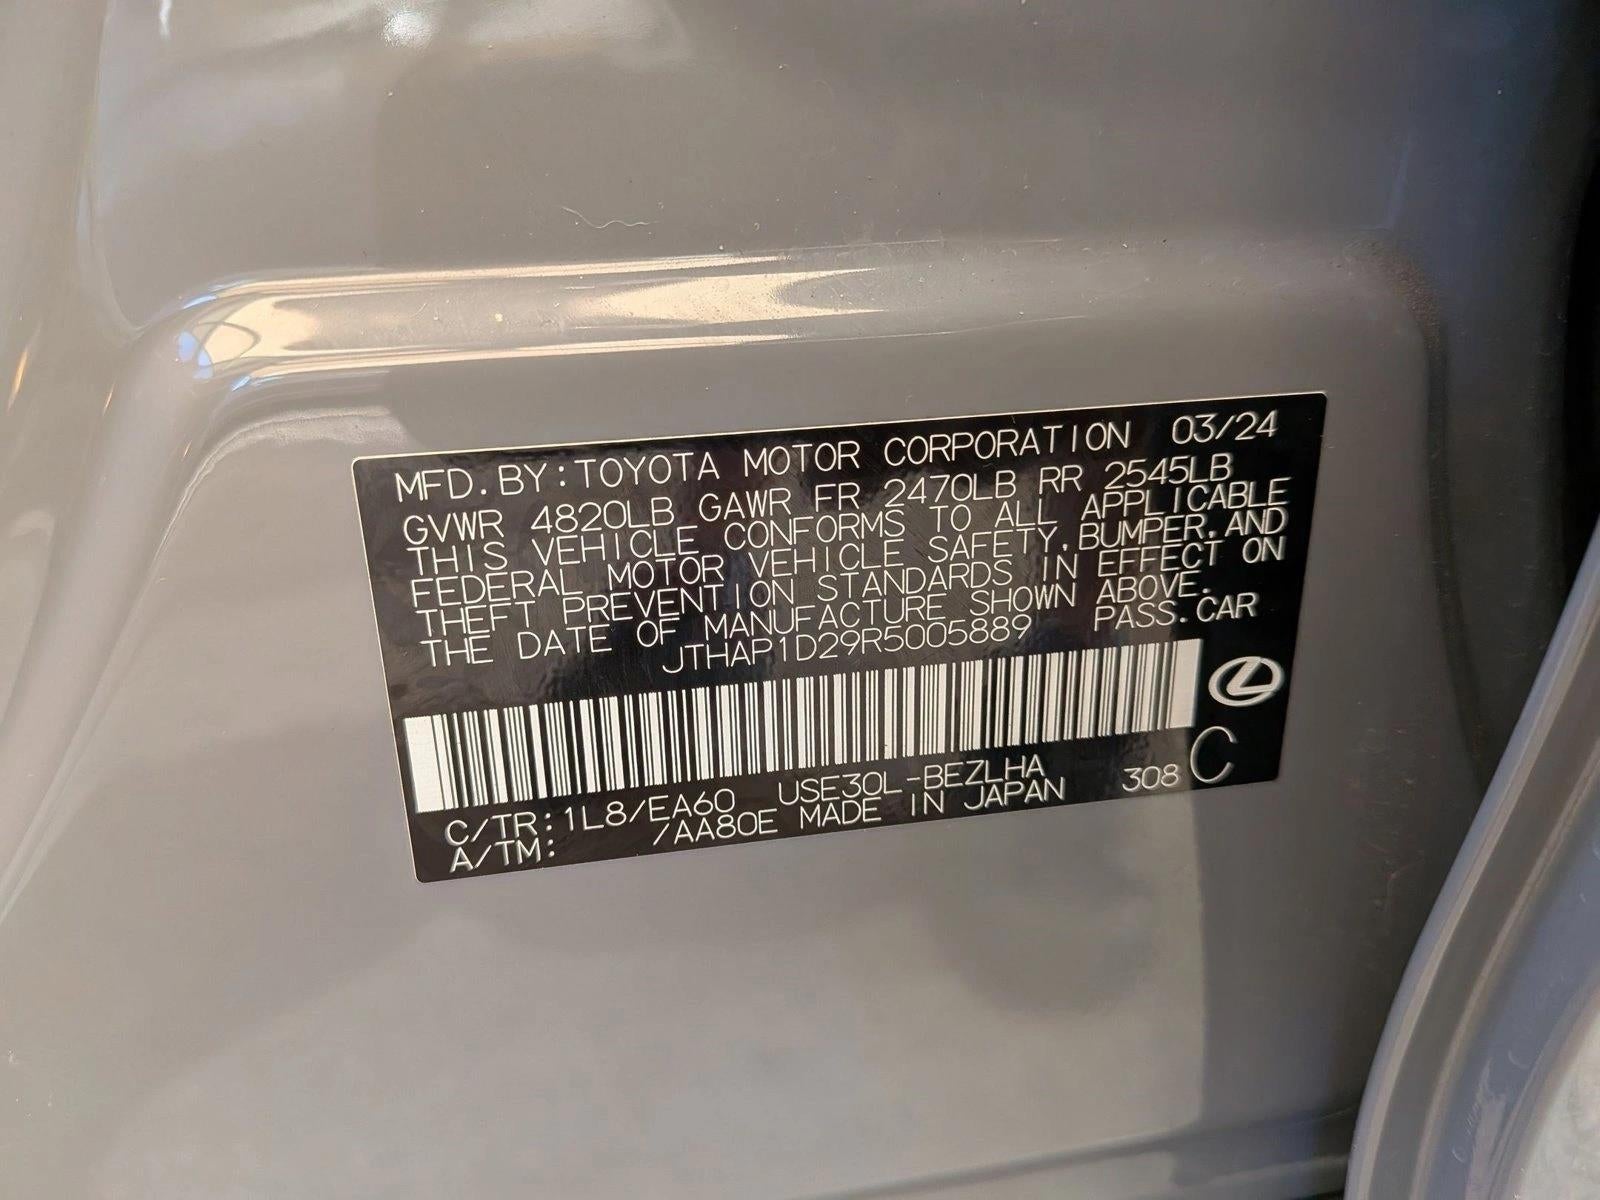 MFD. BY: TOYOTA MOTOR CORPORATION 03/24
GVWR 4820LB GAWR FR 2470LB RR 2545LB
THIS VEHICLE CONFORMS TO ALL APPLICABLE
FEDERAL MOTOR VEHICLE SAFETY, BUMPER, AND
THEFT PREVENTION STANDARDS IN EFFECT ON
THE DATE OF MANUFACTURE SHOWN ABOVE.
JTHAP1D29R5005889 PASS. CAR
C/TR: 1L8/EA60 USE30L-BEZLHA 308 C
A/TM: /AA80E MADE IN JAPAN